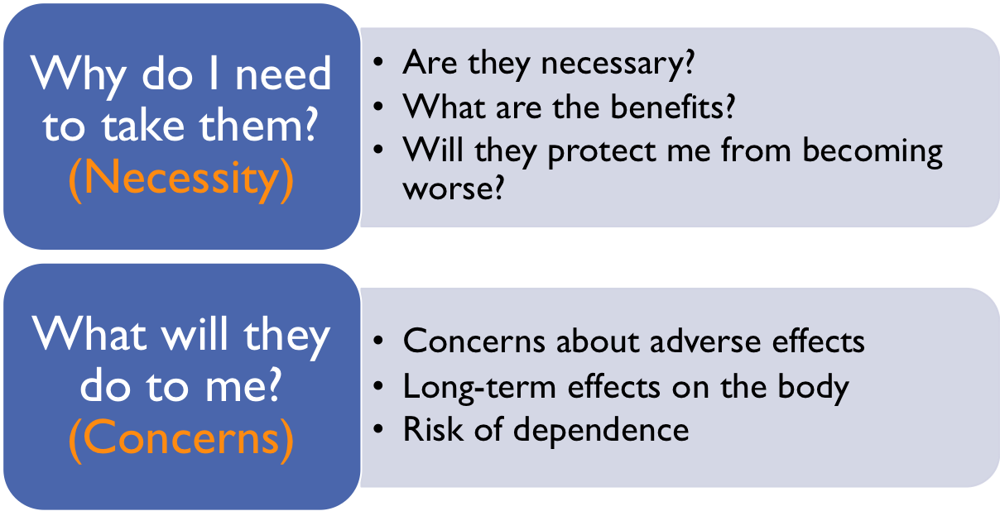 Why do I need
to take them?
(Necessity)
• Are they necessary?
• What are the benefits?
• Will they protect me from becoming
worse?
What will they
do to me?
(Concerns)
• Concerns about adverse effects
• Long-term effects on the body
• Risk of dependence